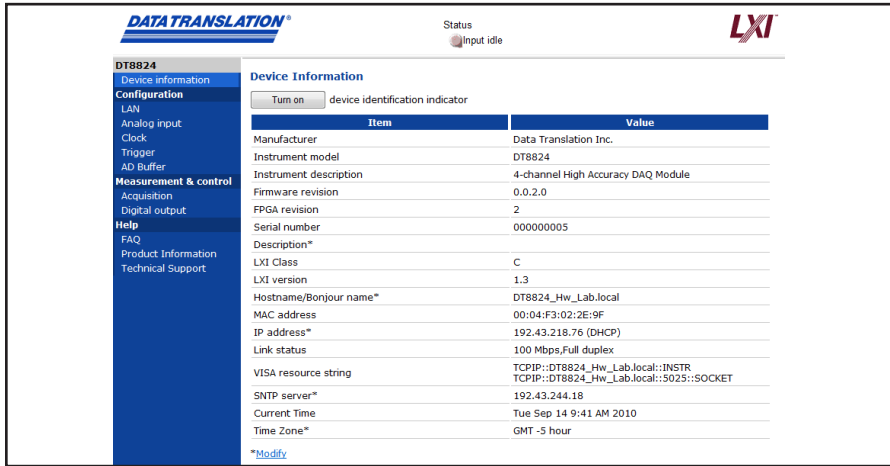 DATA TRANSLATION®
Status
Input idle
LXI
DT8824
Device information
Configuration
LAN
Analog input
Clock
Trigger
AD Buffer
Measurement & control
Acquisition
Digital output
Help
FAQ
Product Information
Technical Support
Device Information
Turn on device identification indicator
Item Value
Manufacturer Data Translation Inc.
Instrument model DT8824
Instrument description 4-channel High Accuracy DAQ Module
Firmware revision 0.0.2.0
FPGA revision 2
Serial number 000000005
Description*
LXI Class C
LXI version 1.3
Hostname/Bonjour name* DT8824_Hw_Lab.local
MAC address 00:04:F3:02:2E:9F
IP address* 192.43.218.76 (DHCP)
Link status 100 Mbps,Full duplex
VISA resource string TCPIP::DT8824_Hw_Lab.local::INSTR
TCPIP::DT8824_Hw_Lab.local::5025::SOCKET
SNTP server* 192.43.244.18
Current Time Tue Sep 14 9:41 AM 2010
Time Zone* GMT -5 hour
*Modify